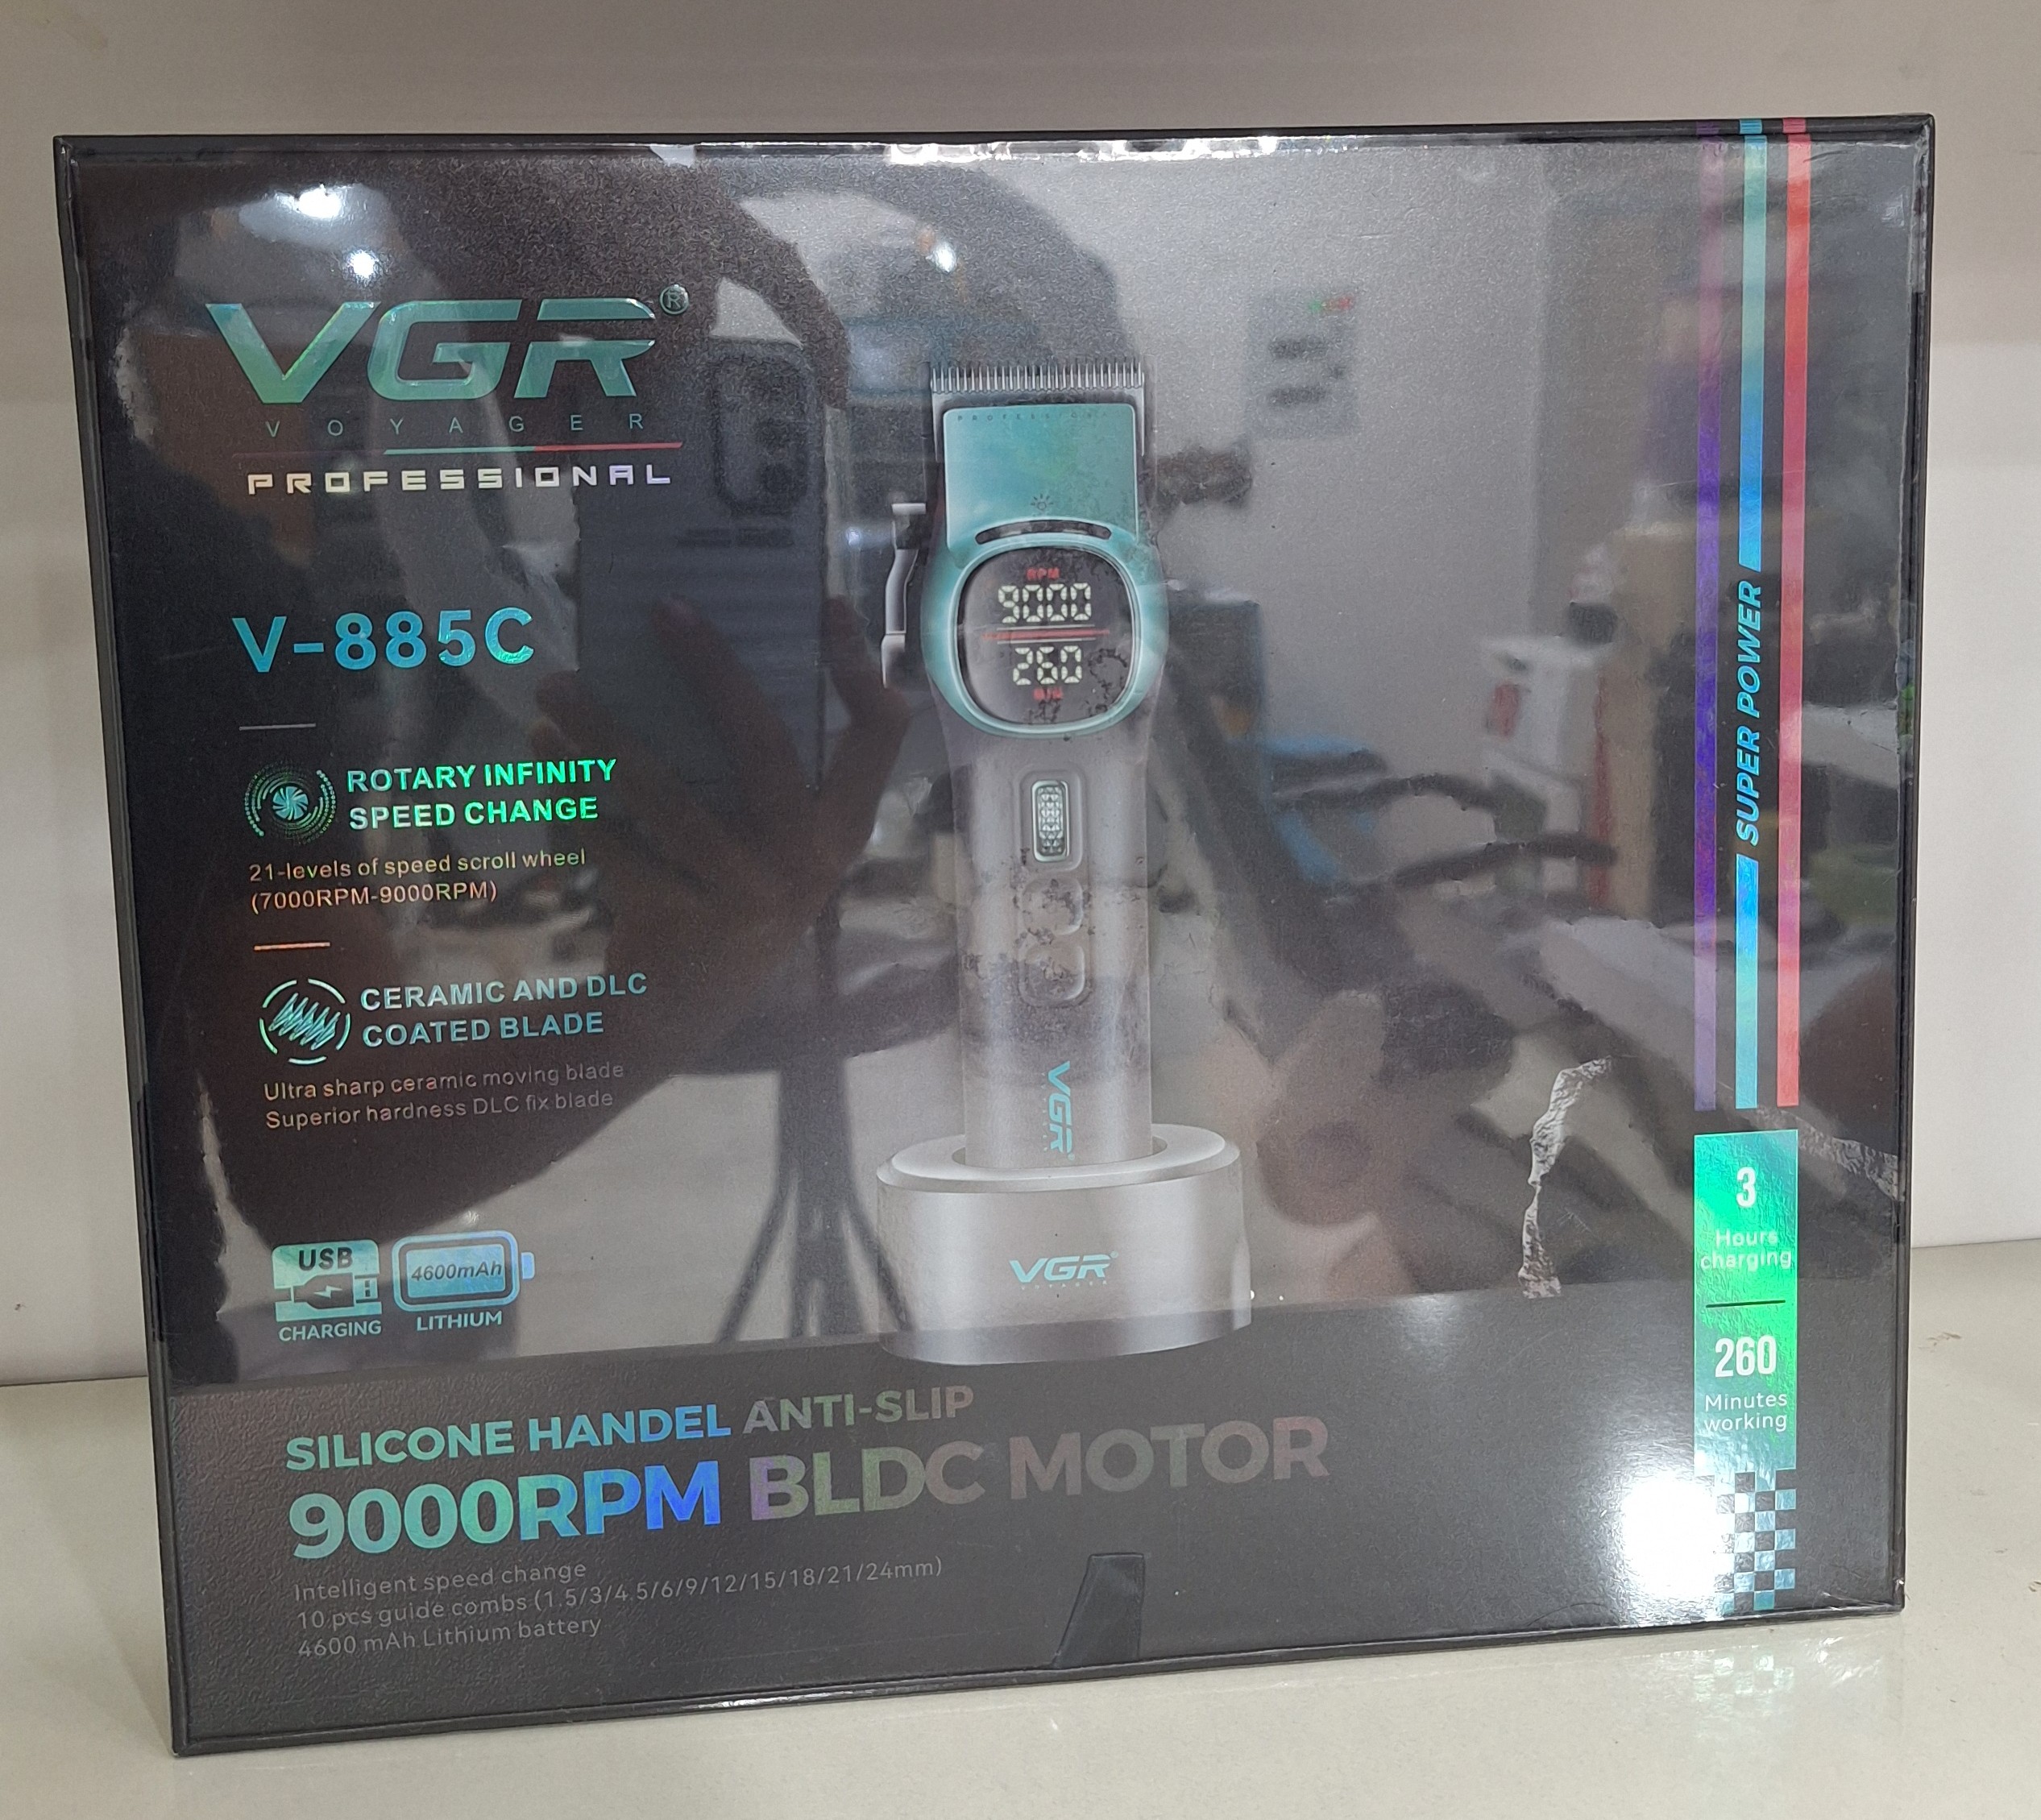 VGR®
VOYAGER
PROFESSIONAL
V-885C
ROTARY INFINITY
SPEED CHANGE
21-levels of speed scroll wheel
(7000RPM-9000RPM)
CERAMIC AND DLC
COATED BLADE
Ultra sharp ceramic moving blade
Superior hardness DLC fix blade
USB
CHARGING
4600mAh
LITHIUM
PROFESSIONAL
RPM
9000
260
MIN
VGR
VGR®
SUPER POWER
3
Hours
charging
260
Minutes
working
SILICONE HANDEL ANTI-SLIP
9000RPM BLDC MOTOR
Intelligent speed change
10 pcs guide combs (1.5/3/4.5/6/9/12/15/18/21/24mm)
4600 mAh Lithium battery